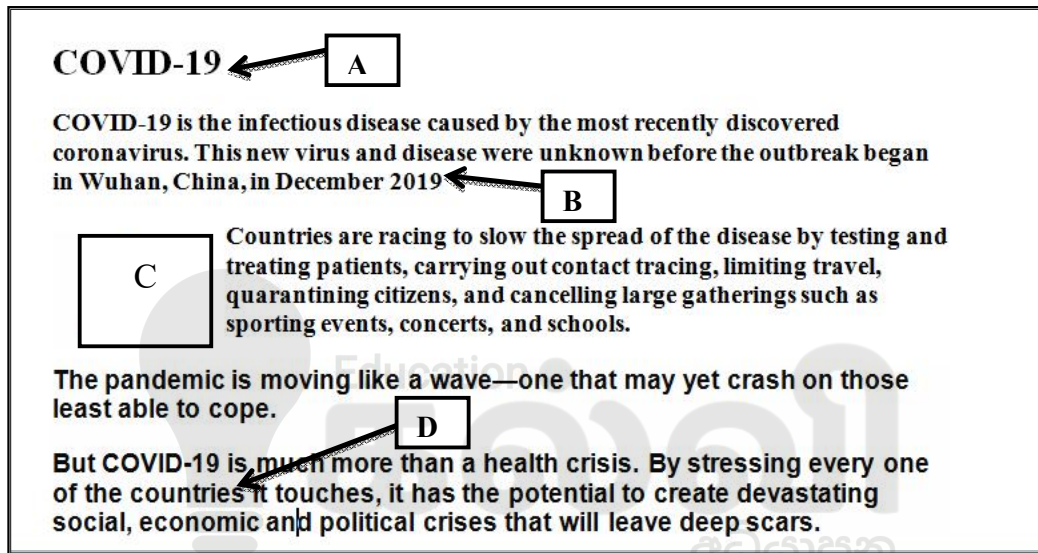 COVID-19
A
COVID-19 is the infectious disease caused by the most recently discovered
coronavirus. This new virus and disease were unknown before the outbreak began
in Wuhan, China, in December 2019
B
C
Countries are racing to slow the spread of the disease by testing and
treating patients, carrying out contact tracing, limiting travel,
quarantining citizens, and cancelling large gatherings such as
sporting events, concerts, and schools.
Education
The pandemic is moving like a wave—one that may yet crash on those
least able to cope.
D
But COVID-19 is much more than a health crisis. By stressing every one
of the countries it touches, it has the potential to create devastating
social, economic and political crises that will leave deep scars.